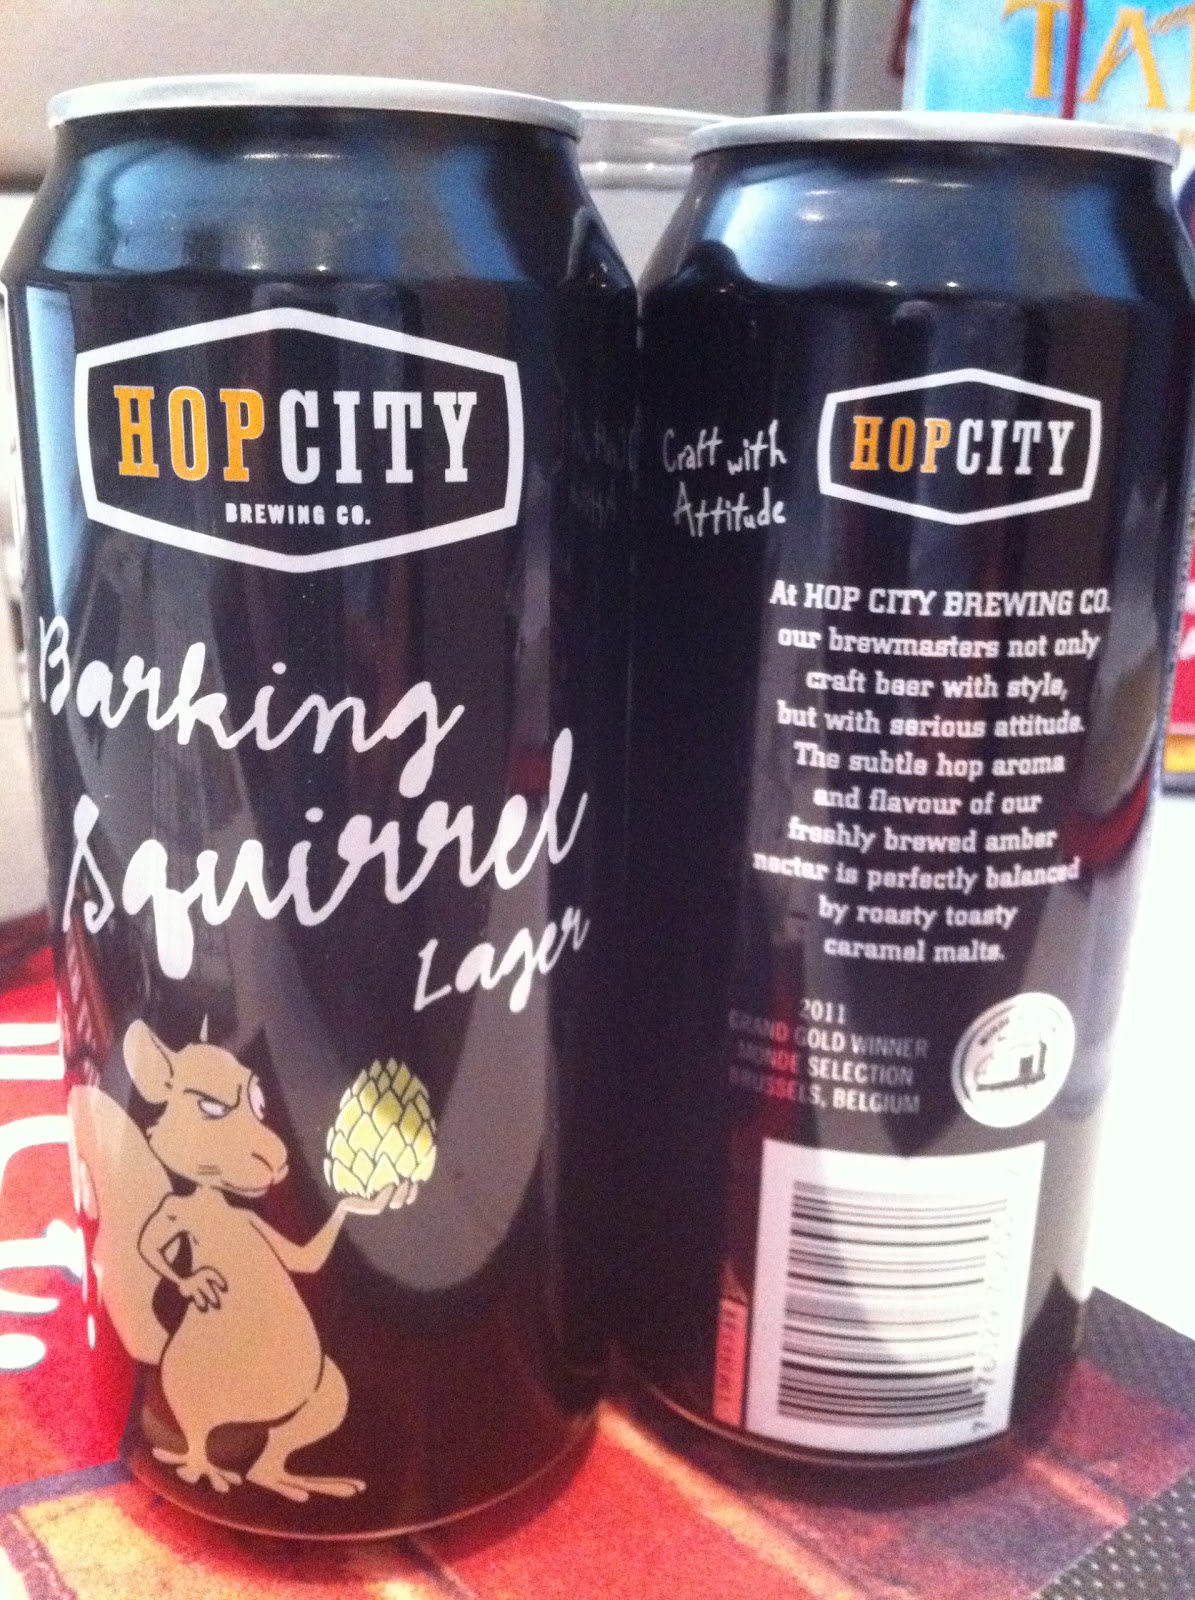 HOPCITY
BREWING CO.
Barking
Squirrel
Lager
Craft with
Attitude
HOPCITY
At HOP CITY BREWING CO.
our brewmasters not only
craft beer with style,
but with serious attitude.
The subtle hop aroma
and flavour of our
freshly brewed amber
nectar is perfectly balanced
by roasty toasty
caramel malts.
2011
GRAND GOLD WINNER
MONDE SELECTION
BRUSSELS, BELGIUM
TA